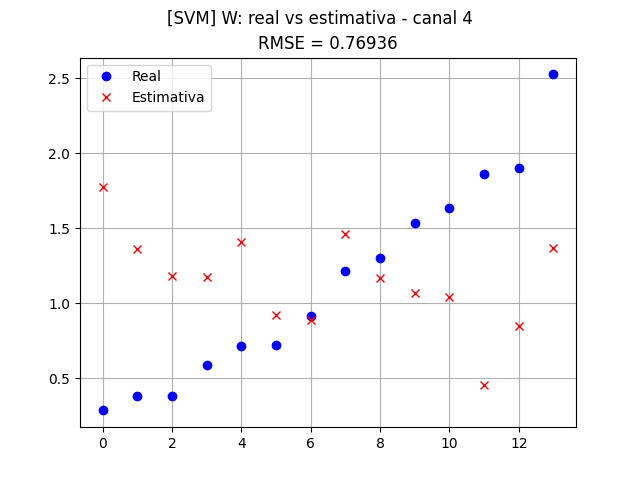 [SVM] W: real vs estimativa - canal 4
RMSE = 0.76936
Real
Estimativa
2.5
2.0
1.5
1.0
0.5
0 2 4 6 8 10 12